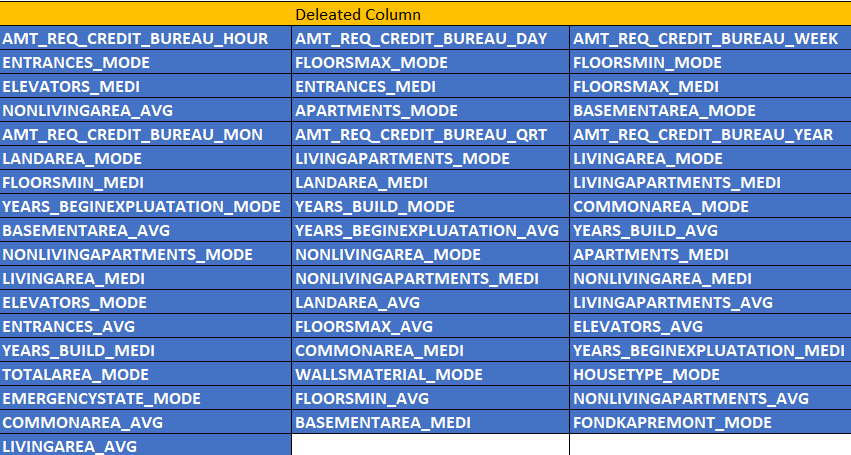 Deleated Column
AMT_REQ_CREDIT_BUREAU_HOUR AMT_REQ_CREDIT_BUREAU_DAY AMT_REQ_CREDIT_BUREAU_WEEK
ENTRANCES_MODE FLOORSMAX_MODE FLOORSMIN_MODE
ELEVATORS_MEDI ENTRANCES_MEDI FLOORSMAX_MEDI
NONLIVINGAREA_AVG APARTMENTS_MODE BASEMENTAREA_MODE
AMT_REQ_CREDIT_BUREAU_MON AMT_REQ_CREDIT_BUREAU_QRT AMT_REQ_CREDIT_BUREAU_YEAR
LANDAREA_MODE LIVINGAPARTMENTS_MODE LIVINGAREA_MODE
FLOORSMIN_MEDI LANDAREA_MEDI LIVINGAPARTMENTS_MEDI
YEARS_BEGINEXPLUATATION_MODE YEARS_BUILD_MODE COMMONAREA_MODE
BASEMENTAREA_AVG YEARS_BEGINEXPLUATATION_AVG YEARS_BUILD_AVG
NONLIVINGAPARTMENTS_MODE NONLIVINGAREA_MODE APARTMENTS_MEDI
LIVINGAREA_MEDI NONLIVINGAPARTMENTS_MEDI NONLIVINGAREA_MEDI
ELEVATORS_MODE LANDAREA_AVG LIVINGAPARTMENTS_AVG
ENTRANCES_AVG FLOORSMAX_AVG ELEVATORS_AVG
YEARS_BUILD_MEDI COMMONAREA_MEDI YEARS_BEGINEXPLUATATION_MEDI
TOTALAREA_MODE WALLSMATERIAL_MODE HOUSETYPE_MODE
EMERGENCYSTATE_MODE FLOORSMIN_AVG NONLIVINGAPARTMENTS_AVG
COMMONAREA_AVG BASEMENTAREA_MEDI FONDKAPREMONT_MODE
LIVINGAREA_AVG